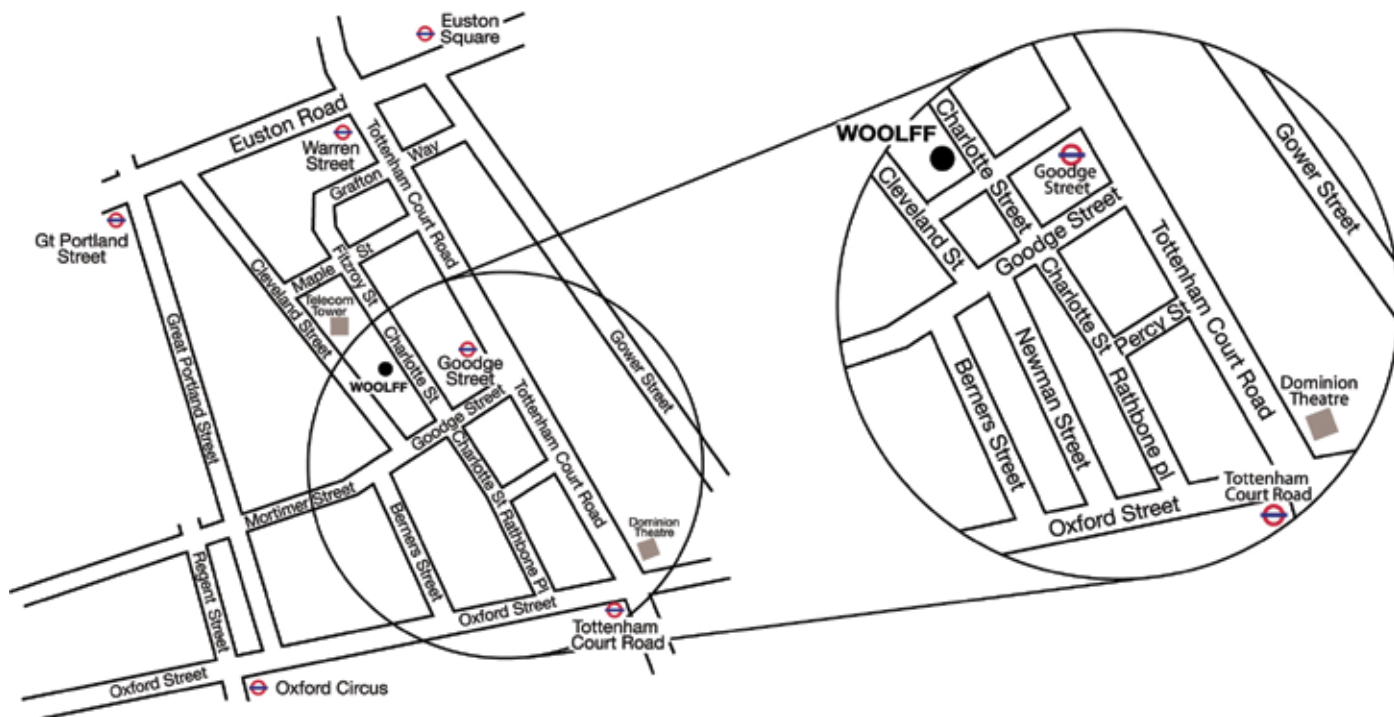 Euston
Square
Euston Road
Warren
Street
Tottenham Court Road
Grafton
Way
Gt Portland
Street
Maple
St
Fitzroy St
Cleveland Street
Telecom
Tower
Great Portland Street
WOOLFF
Charlotte St
Goodge
Street
Gower Street
Goodge Street
Tottenham Court Road
Charlotte St
Rathbone Pl
Mortimer Street
Berners Street
Dominion
Theatre
Regent Street
Oxford Street
Tottenham
Court Road
Oxford Street
Oxford Circus
WOOLFF
Charlotte Street
Goodge
Street
Gower Street
Cleveland St
Goodge Street
Tottenham Court Road
Charlotte St
Percy St
Rathbone pl
Newman Street
Berners Street
Dominion
Theatre
Tottenham
Court Road
Oxford Street